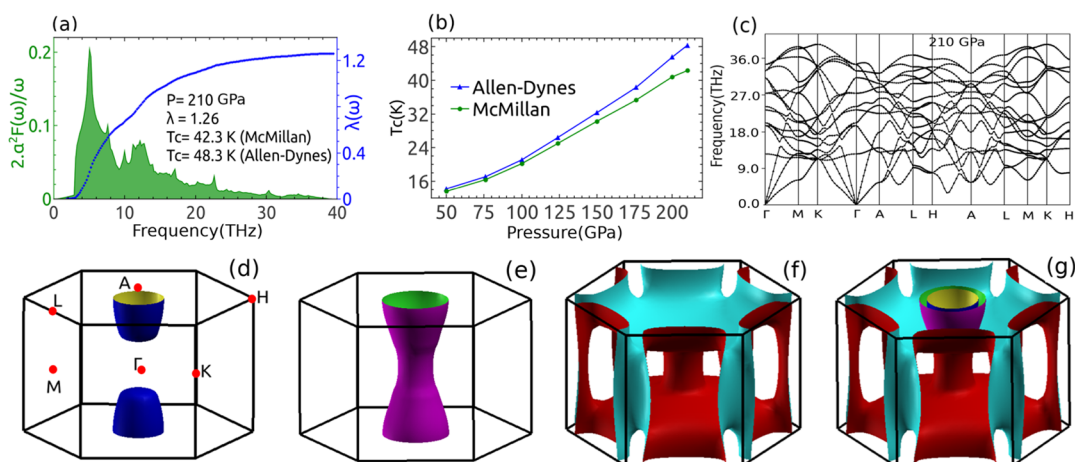 (a)
0.2
0.1
0
2.α²F(ω)/ω
P= 210 GPa
λ = 1.26
Tc= 42.3 K (McMillan)
Tc= 48.3 K (Allen-Dynes)
1.2
0.8
0.4
0
λ(ω)
0 10 20 30 40
Frequency(THz)
(b)
48
40
32
24
16
Tc(K)
Allen-Dynes
McMillan
50 75 100 125 150 175 200
Pressure(GPa)
(c)
210 GPa
36.0
27.0
18.0
9.0
0.0
Frequency(THz)
Γ M K Γ A L H A L M K H
(d)
A
L
H
Γ
M
K
(e)
(f)
(g)